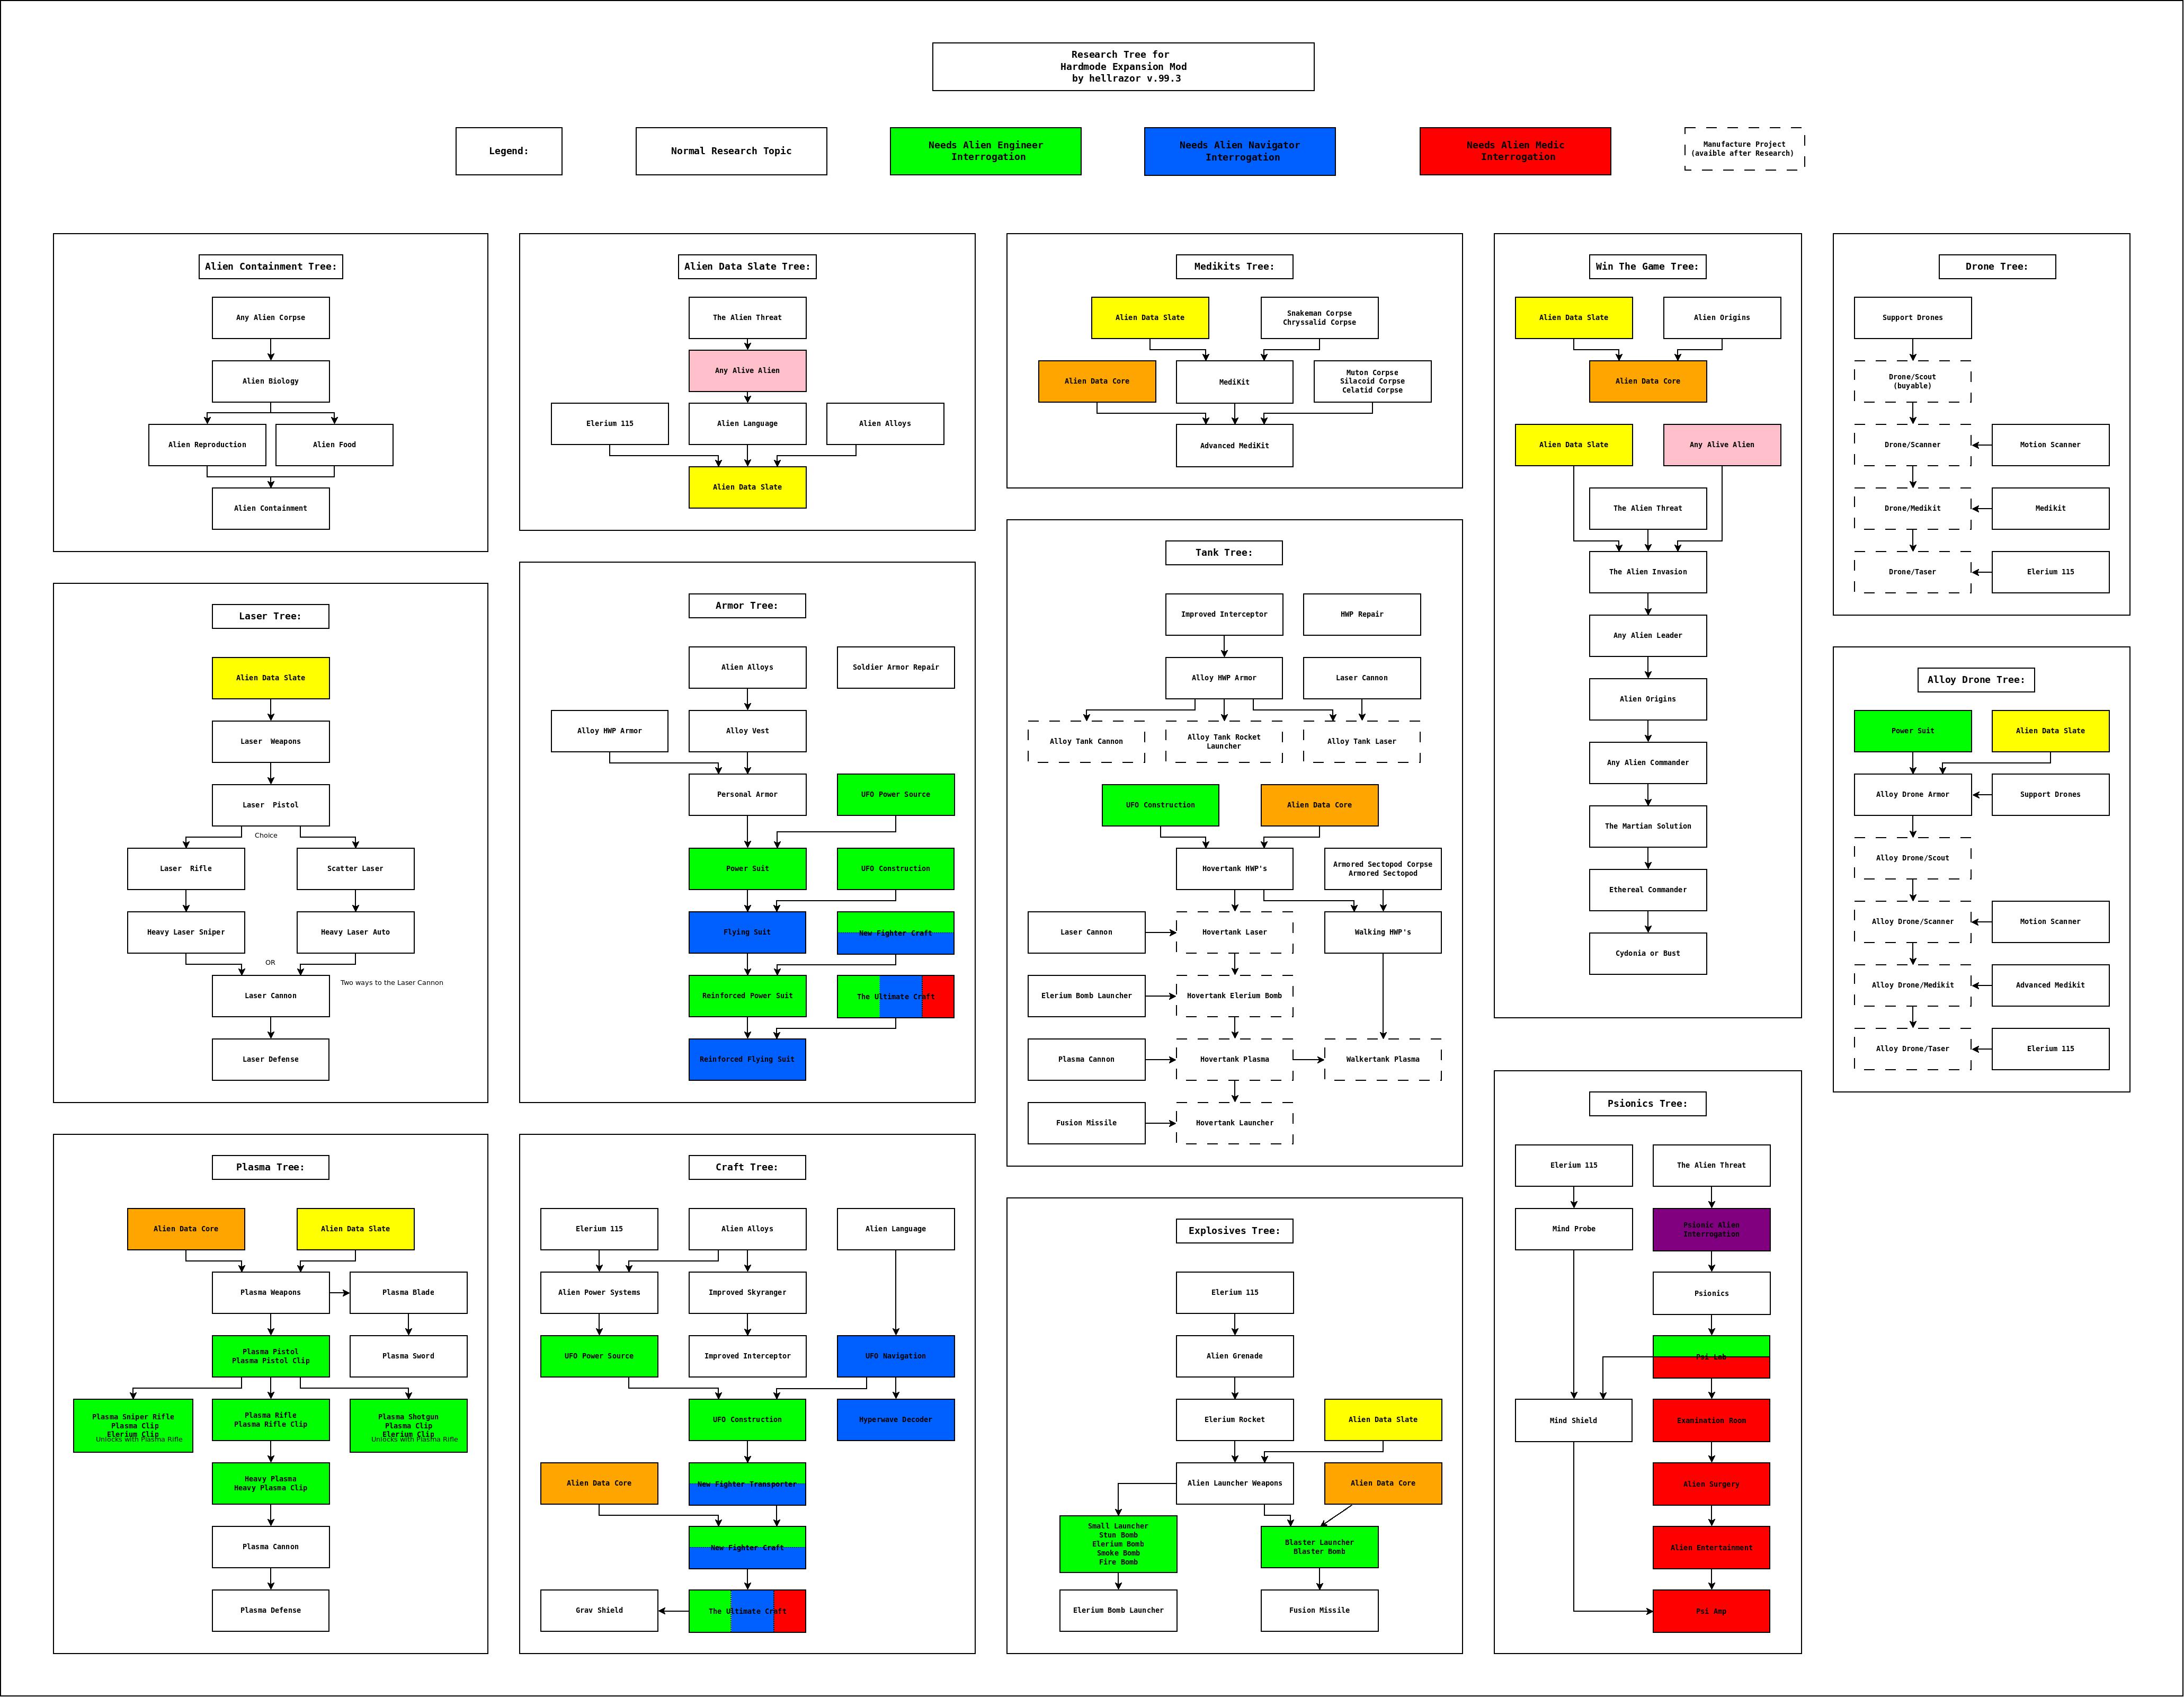 Research Tree for
Hardmode Expansion Mod
by hellrazor v.99.3
Legend:
Normal Research Topic
Needs Alien Engineer
Interrogation
Needs Alien Navigator
Interrogation
Needs Alien Medic
Interrogation
Manufacture Project
(avaible after Research)
Alien Containment Tree:
Any Alien Corpse
Alien Biology
Alien Reproduction
Alien Food
Alien Containment
Laser Tree:
Alien Data Slate
Laser  Weapons
Laser  Pistol
Choice
Laser  Rifle
Scatter Laser
Heavy Laser Sniper
Heavy Laser Auto
OR
Laser Cannon
Two ways to the Laser Cannon
Laser Defense
Plasma Tree:
Alien Data Core
Alien Data Slate
Plasma Weapons
Plasma Blade
Plasma Pistol
Plasma Pistol Clip
Plasma Sword
Plasma Sniper Rifle
Plasma Clip
Elerium Clip
Unlocks with Plasma Rifle
Plasma Rifle
Plasma Rifle Clip
Plasma Shotgun
Plasma Clip
Elerium Clip
Unlocks with Plasma Rifle
Heavy Plasma
Heavy Plasma Clip
Plasma Cannon
Plasma Defense
Alien Data Slate Tree:
The Alien Threat
Any Alive Alien
Elerium 115
Alien Language
Alien Alloys
Alien Data Slate
Armor Tree:
Alien Alloys
Soldier Armor Repair
Alloy HWP Armor
Alloy Vest
Personal Armor
UFO Power Source
Power Suit
UFO Construction
Flying Suit
New Fighter Craft
Reinforced Power Suit
The Ultimate Craft
Reinforced Flying Suit
Craft Tree:
Elerium 115
Alien Alloys
Alien Language
Alien Power Systems
Improved Skyranger
UFO Power Source
Improved Interceptor
UFO Navigation
UFO Construction
Hyperwave Decoder
Alien Data Core
New Fighter Transporter
New Fighter Craft
Grav Shield
The Ultimate Craft
Medikits Tree:
Alien Data Slate
Snakeman Corpse
Chryssalid Corpse
Alien Data Core
MediKit
Muton Corpse
Silacoid Corpse
Celatid Corpse
Advanced MediKit
Tank Tree:
Improved Interceptor
HWP Repair
Alloy HWP Armor
Laser Cannon
Alloy Tank Cannon
Alloy Tank Rocket
Launcher
Alloy Tank Laser
UFO Construction
Alien Data Core
Hovertank HWP's
Armored Sectopod Corpse
Armored Sectopod
Laser Cannon
Hovertank Laser
Walking HWP's
Elerium Bomb Launcher
Hovertank Elerium Bomb
Plasma Cannon
Hovertank Plasma
Walkertank Plasma
Fusion Missile
Hovertank Launcher
Explosives Tree:
Elerium 115
Alien Grenade
Elerium Rocket
Alien Data Slate
Alien Launcher Weapons
Alien Data Core
Small Launcher
Stun Bomb
Elerium Bomb
Smoke Bomb
Fire Bomb
Blaster Launcher
Blaster Bomb
Elerium Bomb Launcher
Fusion Missile
Win The Game Tree:
Alien Data Slate
Alien Origins
Alien Data Core
Alien Data Slate
Any Alive Alien
The Alien Threat
The Alien Invasion
Any Alien Leader
Alien Origins
Any Alien Commander
The Martian Solution
Ethereal Commander
Cydonia or Bust
Psionics Tree:
Elerium 115
The Alien Threat
Mind Probe
Psionic Alien
Interrogation
Psionics
Psi Lab
Mind Shield
Examination Room
Alien Surgery
Alien Entertainment
Psi Amp
Drone Tree:
Support Drones
Drone/Scout
(buyable)
Drone/Scanner
Motion Scanner
Drone/Medikit
Medikit
Drone/Taser
Elerium 115
Alloy Drone Tree:
Power Suit
Alien Data Slate
Alloy Drone Armor
Support Drones
Alloy Drone/Scout
Alloy Drone/Scanner
Motion Scanner
Alloy Drone/Medikit
Advanced Medikit
Alloy Drone/Taser
Elerium 115